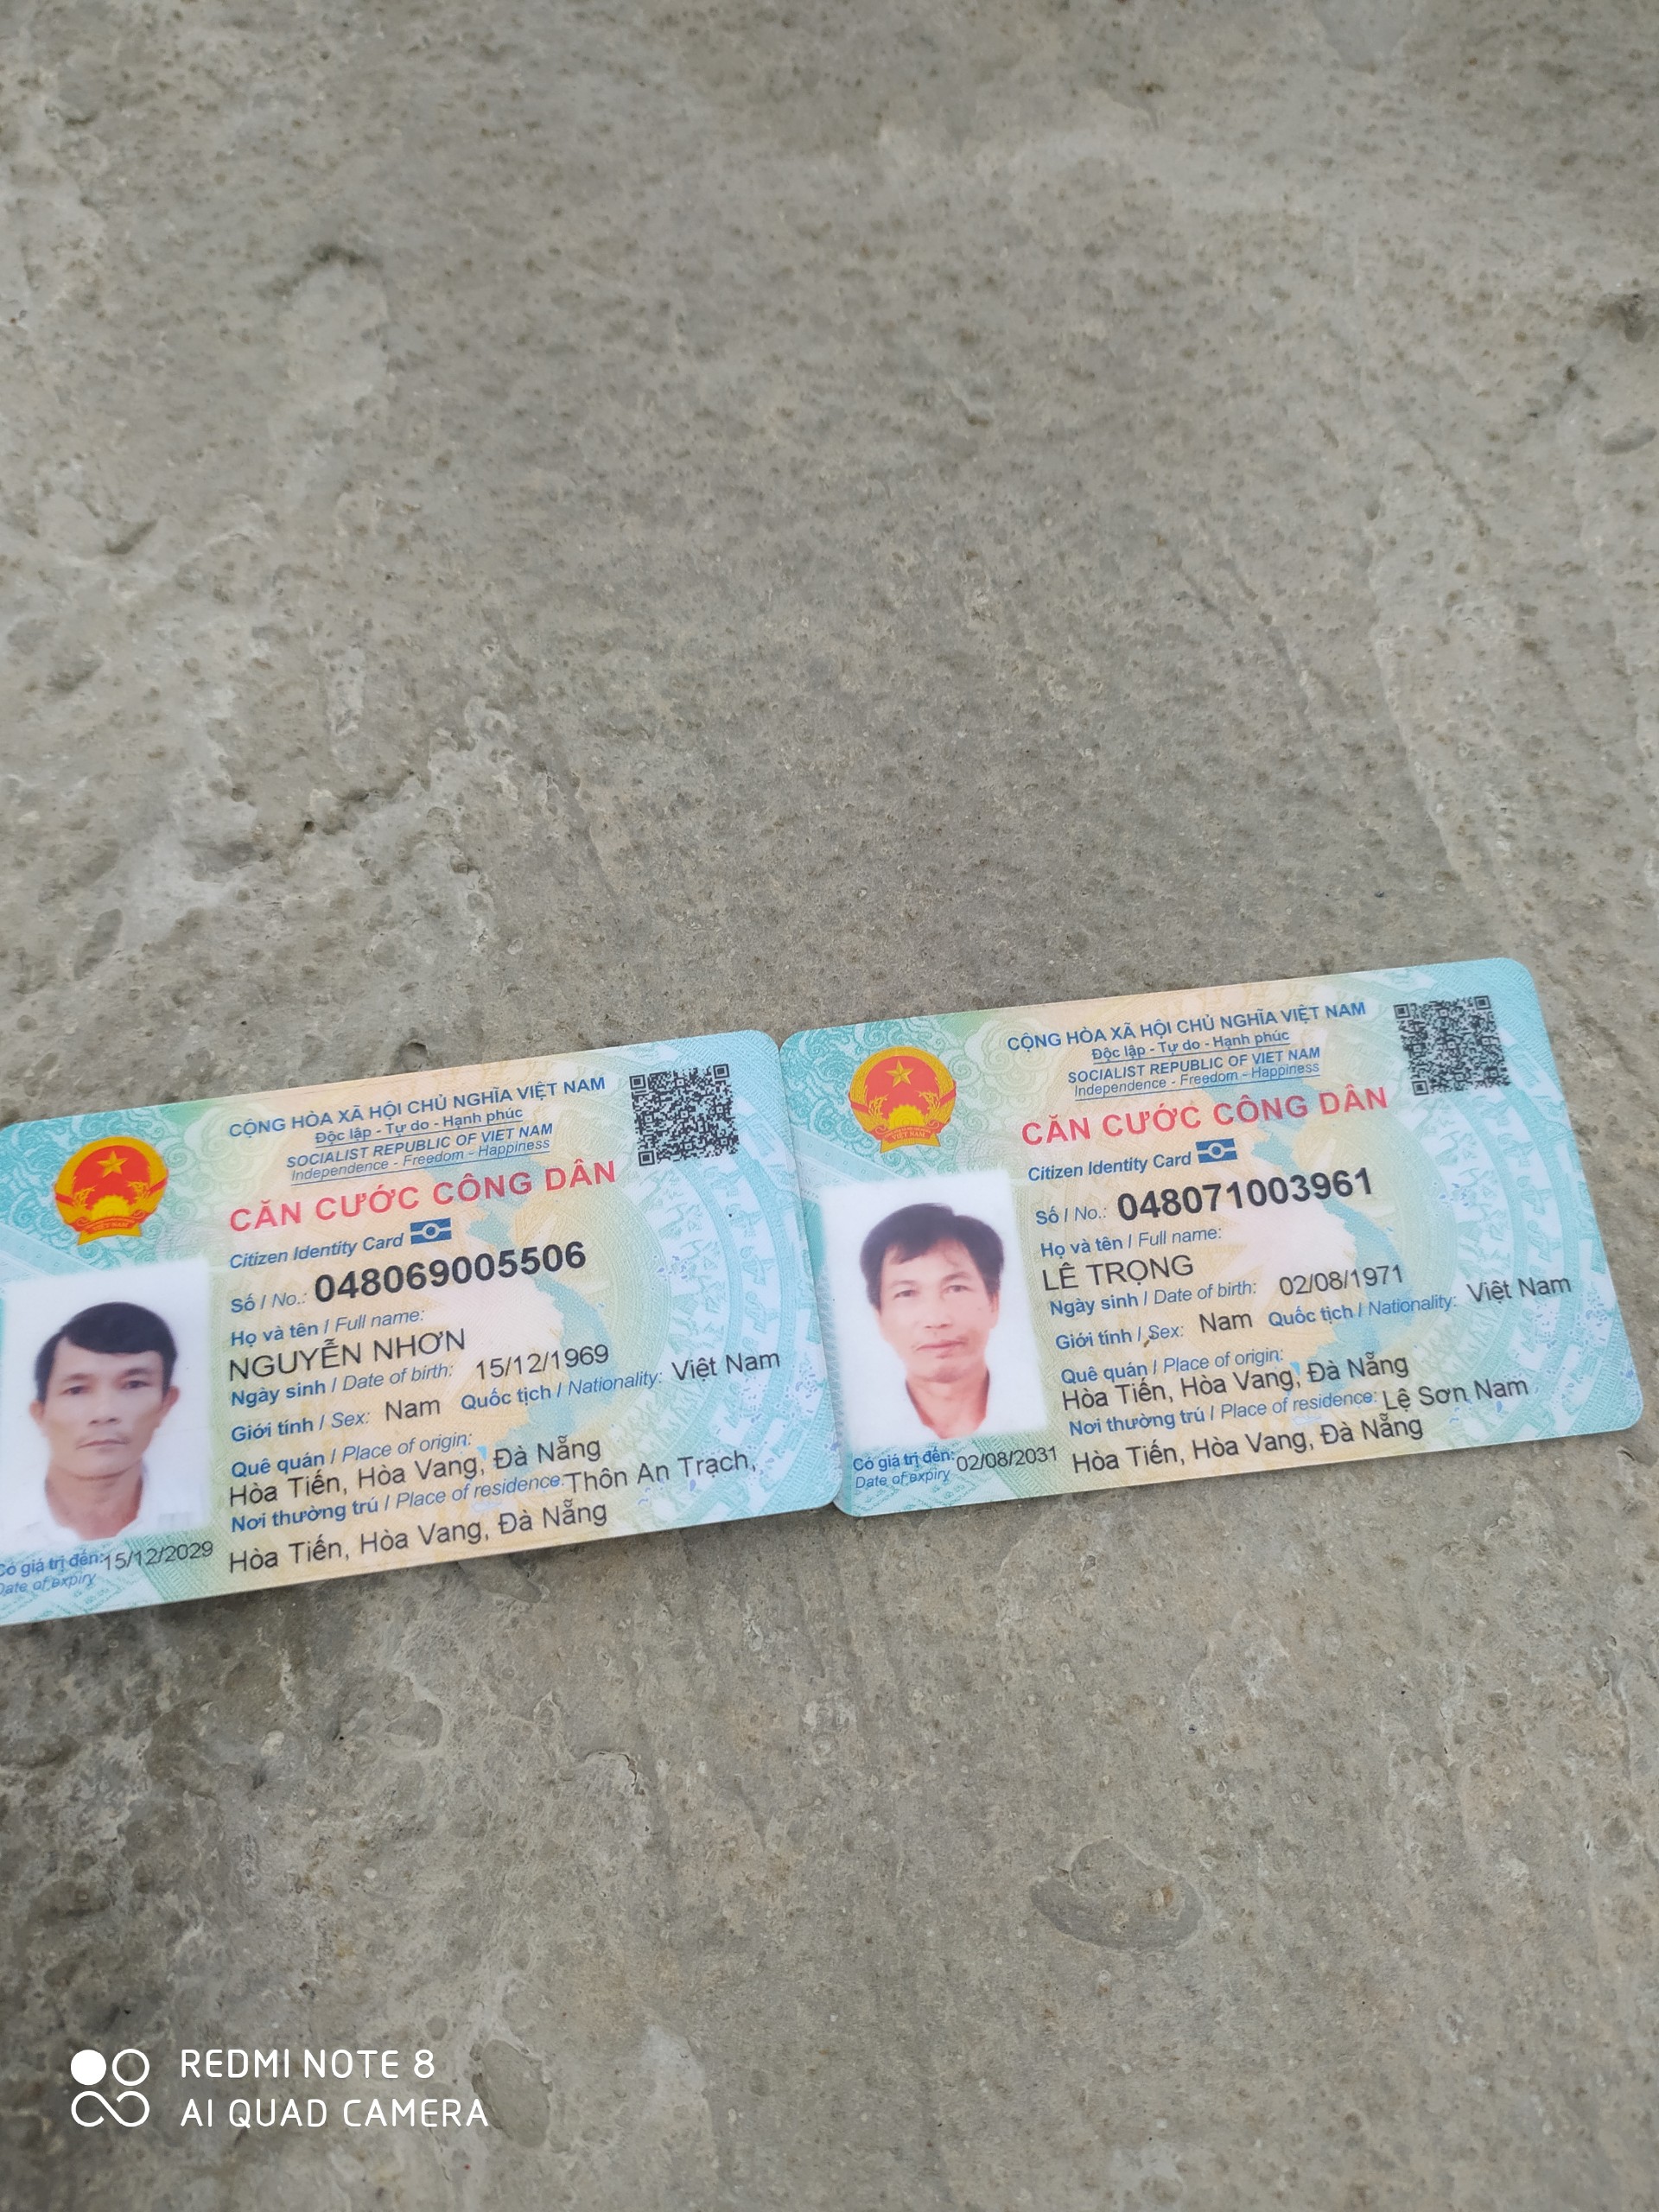 CỘNG HÒA XÃ HỘI CHỦ NGHĨA VIỆT NAM
Độc lập - Tự do - Hạnh phúc
SOCIALIST REPUBLIC OF VIET NAM
Independence - Freedom - Happiness
CĂN CƯỚC CÔNG DÂN
Citizen Identity Card
Số / No.: 048069005506
Họ và tên / Full name:
NGUYỄN NHƠN
Ngày sinh / Date of birth: 15/12/1969
Giới tính / Sex: Nam Quốc tịch / Nationality: Việt Nam
Quê quán / Place of origin:
Hòa Tiến, Hòa Vang, Đà Nẵng
Nơi thường trú / Place of residence: Thôn An Trạch,
Hòa Tiến, Hòa Vang, Đà Nẵng
Có giá trị đến: 15/12/2029
Date of expiry
VIỆT NAM
CỘNG HÒA XÃ HỘI CHỦ NGHĨA VIỆT NAM
Độc lập - Tự do - Hạnh phúc
SOCIALIST REPUBLIC OF VIET NAM
Independence - Freedom - Happiness
CĂN CƯỚC CÔNG DÂN
Citizen Identity Card
Số / No.: 048071003961
Họ và tên / Full name:
LÊ TRỌNG
Ngày sinh / Date of birth: 02/08/1971
Giới tính / Sex: Nam Quốc tịch / Nationality: Việt Nam
Quê quán / Place of origin:
Hòa Tiến, Hòa Vang, Đà Nẵng
Nơi thường trú / Place of residence: Lệ Sơn Nam
Hòa Tiến, Hòa Vang, Đà Nẵng
Có giá trị đến: 02/08/2031
Date of expiry
VIỆT NAM
REDMI NOTE 8
AI QUAD CAMERA